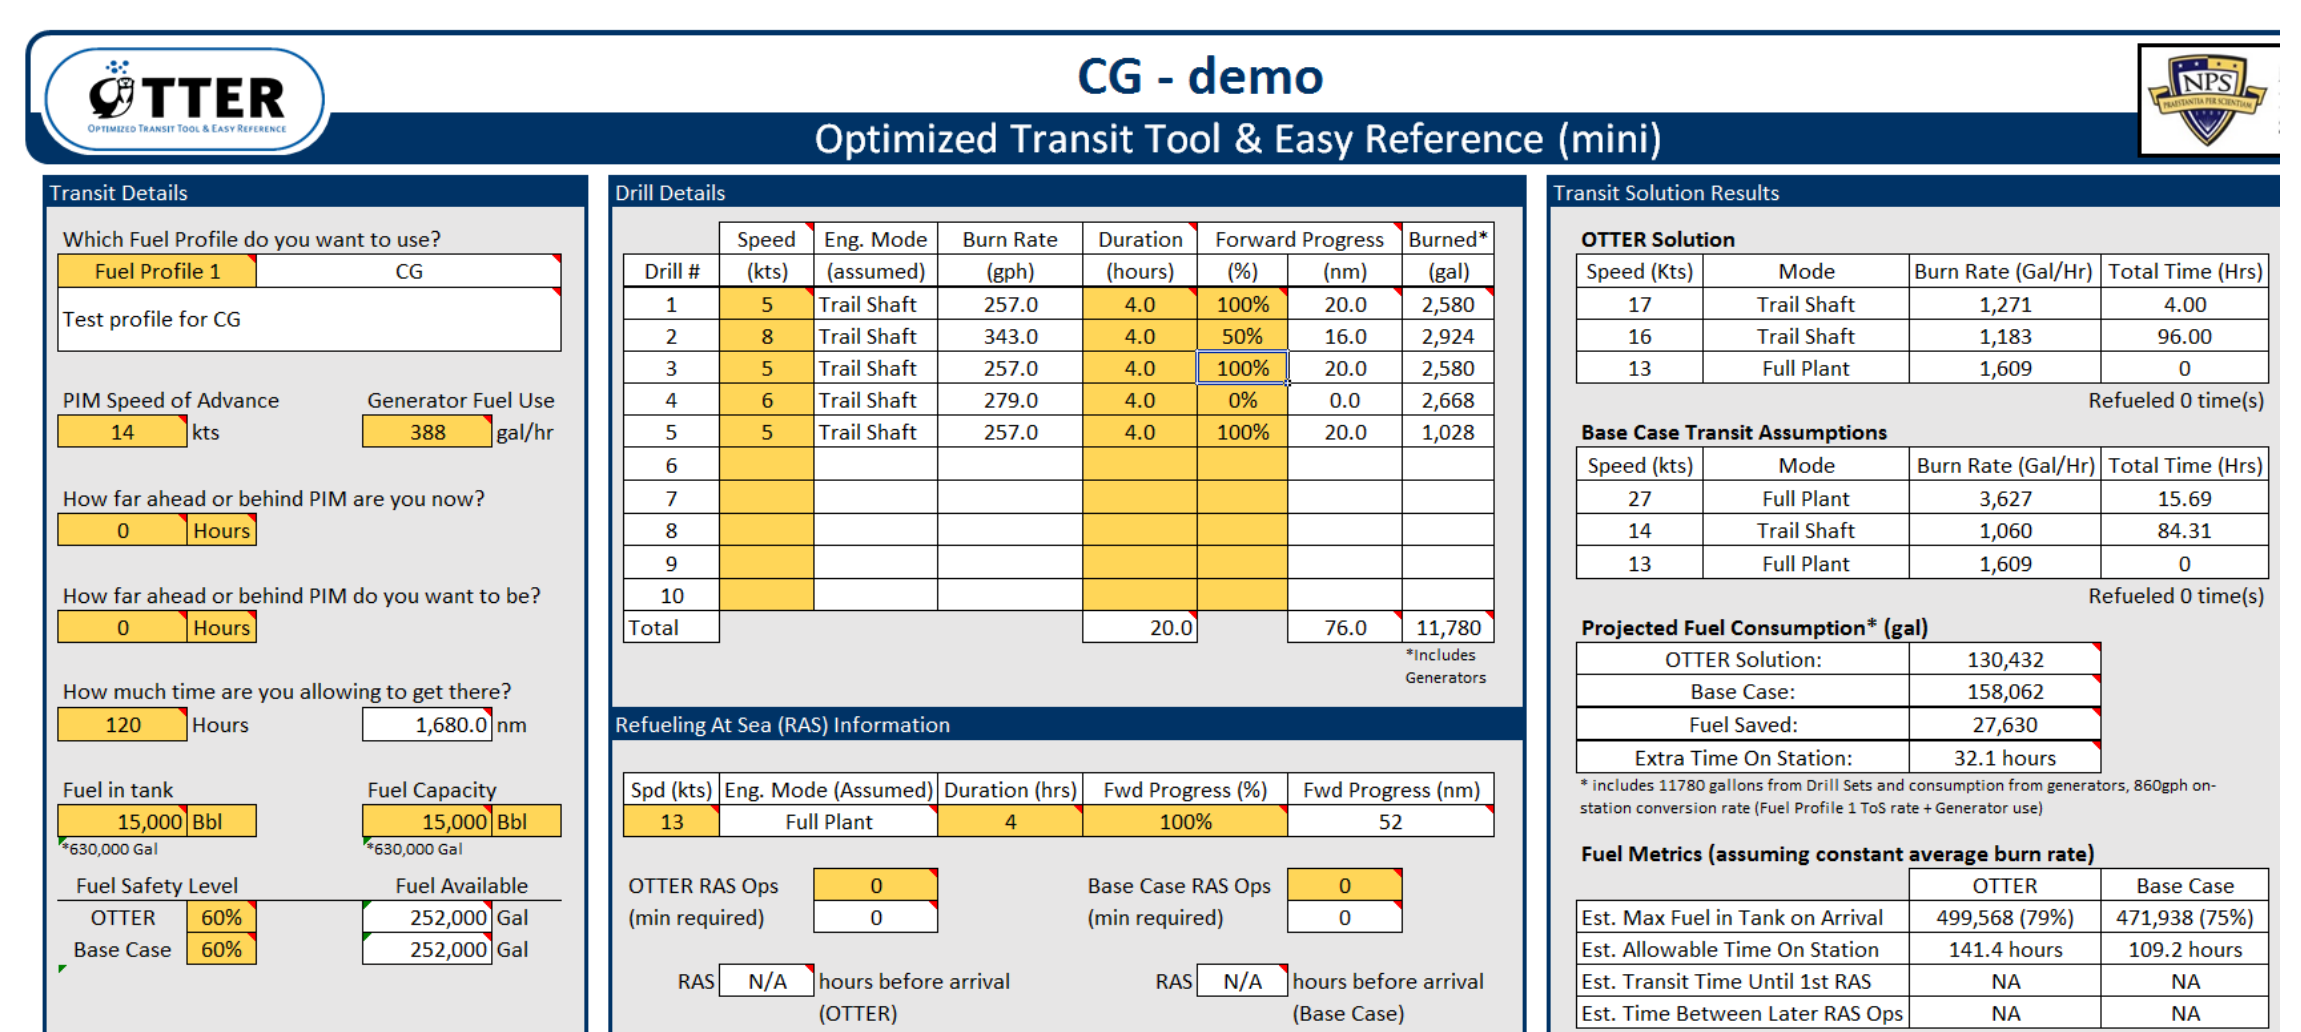 OTTER
OPTIMIZED TRANSIT TOOL & EASY REFERENCE
CG - demo
Optimized Transit Tool & Easy Reference (mini)
NPS
PRAESTANTIA PER SCIENTIAM
Transit Details
Which Fuel Profile do you want to use?
Fuel Profile 1 CG
Test profile for CG
PIM Speed of Advance Generator Fuel Use
14 kts 388 gal/hr
How far ahead or behind PIM are you now?
0 Hours
How far ahead or behind PIM do you want to be?
0 Hours
How much time are you allowing to get there?
120 Hours 1,680.0 nm
Fuel in tank Fuel Capacity
15,000 Bbl 15,000 Bbl
*630,000 Gal *630,000 Gal
Fuel Safety Level Fuel Available
OTTER 60% 252,000 Gal
Base Case 60% 252,000 Gal
Drill Details
Speed Eng. Mode Burn Rate Duration Forward Progress Burned*
Drill # (kts) (assumed) (gph) (hours) (%) (nm) (gal)
1 5 Trail Shaft 257.0 4.0 100% 20.0 2,580
2 8 Trail Shaft 343.0 4.0 50% 16.0 2,924
3 5 Trail Shaft 257.0 4.0 100% 20.0 2,580
4 6 Trail Shaft 279.0 4.0 0% 0.0 2,668
5 5 Trail Shaft 257.0 4.0 100% 20.0 1,028
6
7
8
9
10
Total 20.0 76.0 11,780
*Includes
Generators
Refueling At Sea (RAS) Information
Spd (kts) Eng. Mode (Assumed) Duration (hrs) Fwd Progress (%) Fwd Progress (nm)
13 Full Plant 4 100% 52
OTTER RAS Ops 0 Base Case RAS Ops 0
(min required) 0 (min required) 0
RAS N/A hours before arrival RAS N/A hours before arrival
(OTTER) (Base Case)
Transit Solution Results
OTTER Solution
Speed (Kts) Mode Burn Rate (Gal/Hr) Total Time (Hrs)
17 Trail Shaft 1,271 4.00
16 Trail Shaft 1,183 96.00
13 Full Plant 1,609 0
Refueled 0 time(s)
Base Case Transit Assumptions
Speed (kts) Mode Burn Rate (Gal/Hr) Total Time (Hrs)
27 Full Plant 3,627 15.69
14 Trail Shaft 1,060 84.31
13 Full Plant 1,609 0
Refueled 0 time(s)
Projected Fuel Consumption* (gal)
OTTER Solution: 130,432
Base Case: 158,062
Fuel Saved: 27,630
Extra Time On Station: 32.1 hours
* includes 11780 gallons from Drill Sets and consumption from generators, 860gph on-
station conversion rate (Fuel Profile 1 ToS rate + Generator use)
Fuel Metrics (assuming constant average burn rate)
OTTER Base Case
Est. Max Fuel in Tank on Arrival 499,568 (79%) 471,938 (75%)
Est. Allowable Time On Station 141.4 hours 109.2 hours
Est. Transit Time Until 1st RAS NA NA
Est. Time Between Later RAS Ops NA NA